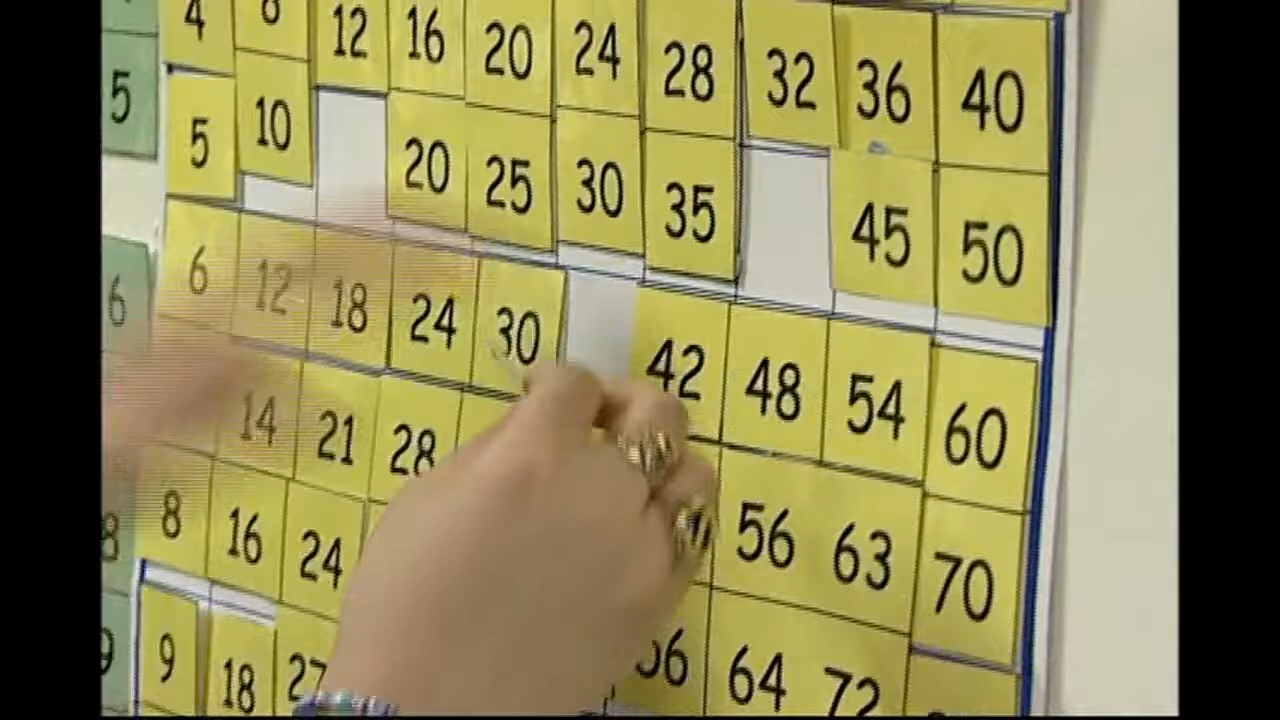 4 8 12 16 20 24 28 32 36 40
5 5 10 20 25 30 35 45 50
6 6 12 18 24 30 42 48 54 60
14 21 28 56 63 70
8 8 16 24 64 72
9 9 18 27